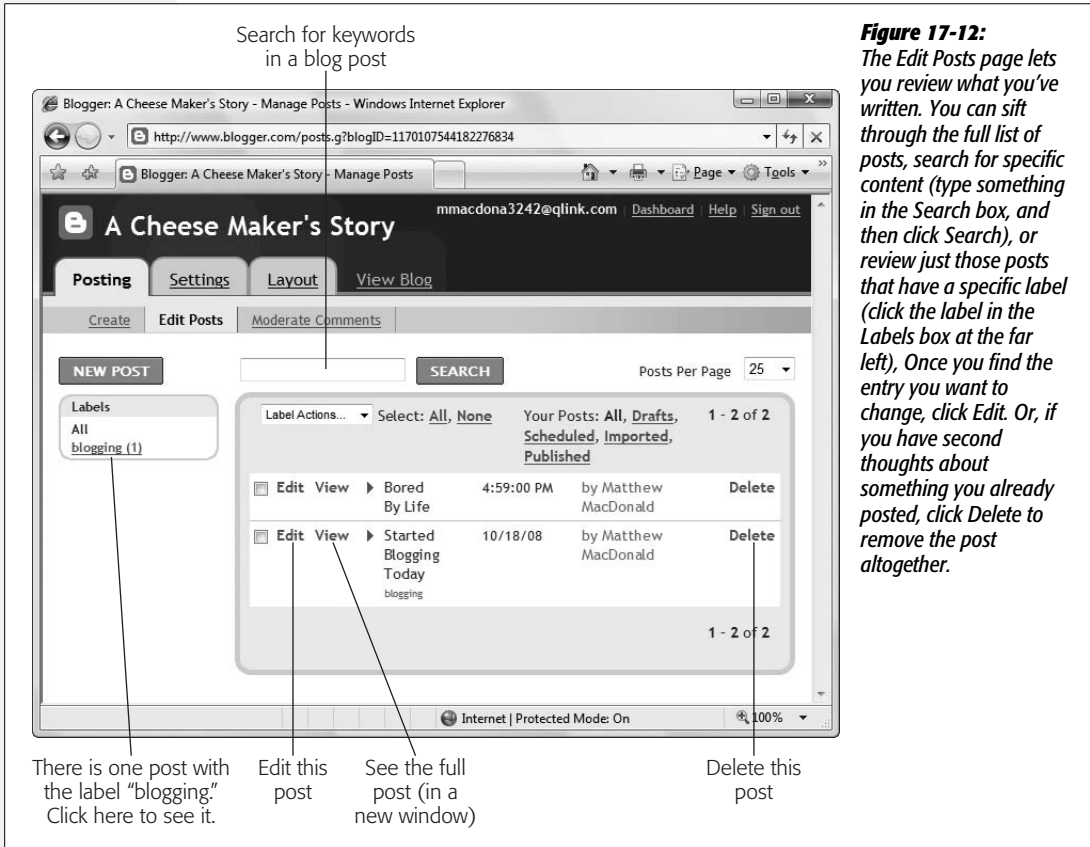 Search for keywords
in a blog post
Blogger: A Cheese Maker's Story - Manage Posts - Windows Internet Explorer
http://www.blogger.com/posts.g?blogID=1170107544182276834
Blogger: A Cheese Maker's Story - Manage Posts
Page
Tools
»
A Cheese Maker's Story
mmacdona3242@qlink.com | Dashboard | Help | Sign out
Posting
Settings
Layout
View Blog
Create
Edit Posts
Moderate Comments
NEW POST
SEARCH
Posts Per Page 25
Labels
All
blogging (1)
Label Actions...
Select: All, None
Your Posts: All, Drafts,
Scheduled, Imported,
Published
1 - 2 of 2
Edit View Bored 4:59:00 PM by Matthew Delete
By Life MacDonald
Edit View Started 10/18/08 by Matthew Delete
Blogging MacDonald
Today
blogging
1 - 2 of 2
Internet | Protected Mode: On
100%
There is one post with
the label "blogging."
Click here to see it.
Edit this
post
See the full
post (in a
new window)
Delete this
post
Figure 17-12:
The Edit Posts page lets
you review what you've
written. You can sift
through the full list of
posts, search for specific
content (type something
in the Search box, and
then click Search), or
review just those posts
that have a specific label
(click the label in the
Labels box at the far
left), Once you find the
entry you want to
change, click Edit. Or, if
you have second
thoughts about
something you already
posted, click Delete to
remove the post
altogether.